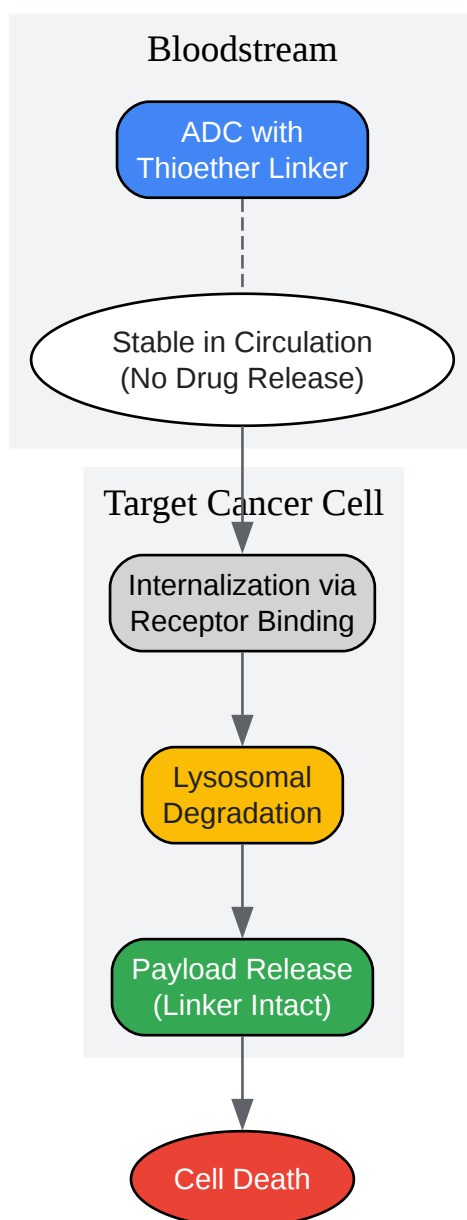 Bloodstream
ADC with
Thioether Linker
Stable in Circulation
(No Drug Release)
Target Cancer Cell
Internalization via
Receptor Binding
Lysosomal
Degradation
Payload Release
(Linker Intact)
Cell Death